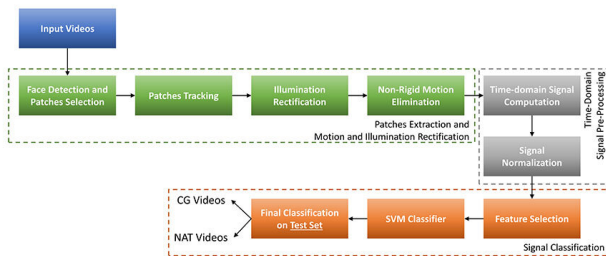 Input Videos
Face Detection and
Patches Selection
Patches Tracking
Illumination
Rectification
Non-Rigid Motion
Elimination
Patches Extraction and
Motion and Illumination Rectification
Time-domain Signal
Computation
Signal
Normalization
Time-Domain
Signal Pre-Processing
Feature Selection
SVM Classifier
Final Classification
on Test Set
CG Videos
NAT Videos
Signal Classification